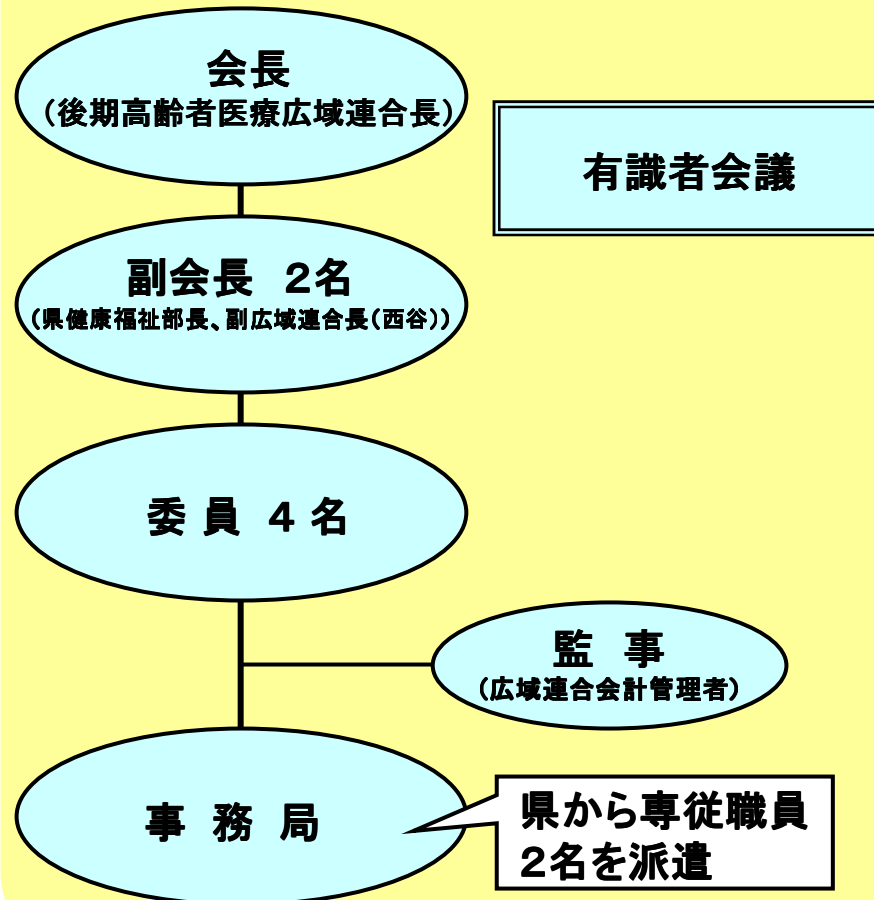 会長
(後期高齢者医療広域連合長)
有識者会議
副会長 2名
(県健康福祉部長、副広域連合長(西谷))
委 員 4 名
監 事
(広域連合会計管理者)
事 務 局
県から専従職員
2名を派遣